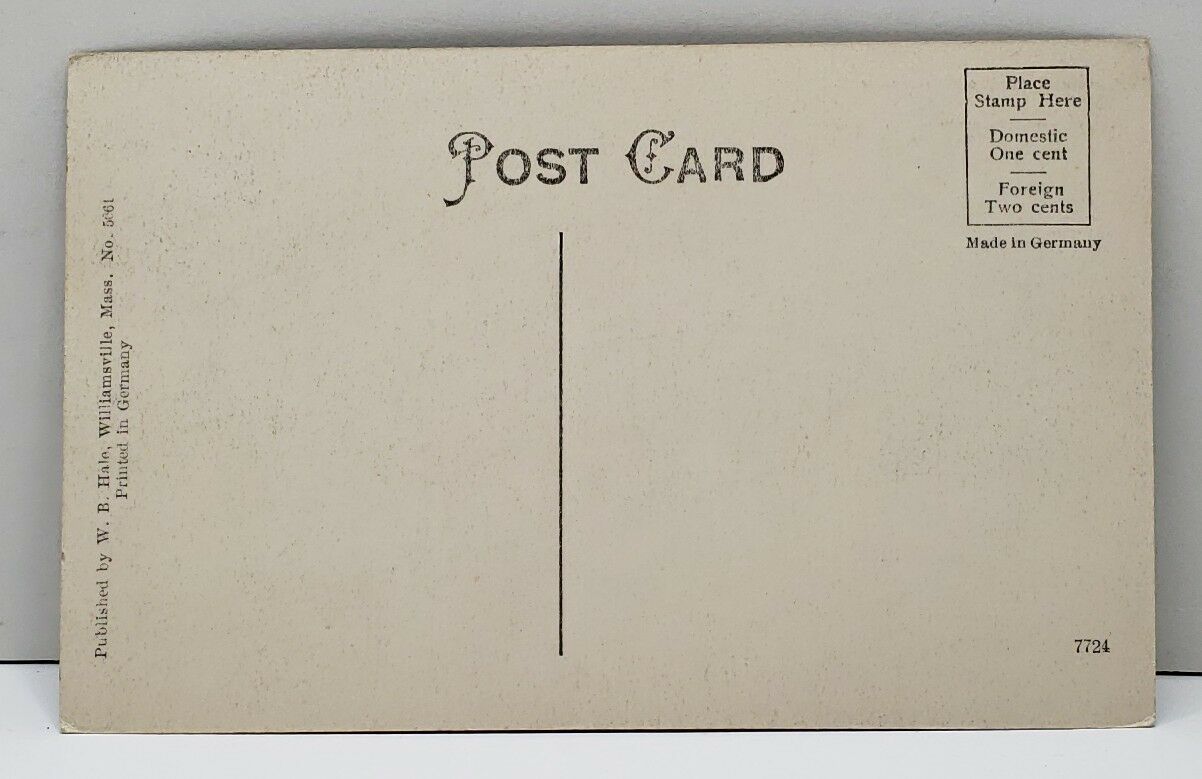 POST CARD
Place
Stamp Here
Domestic
One cent
Foreign
Two cents
Made in Germany
Published by W. B. Hale, Williamsville, Mass. No. 5661
Printed in Germany
7724